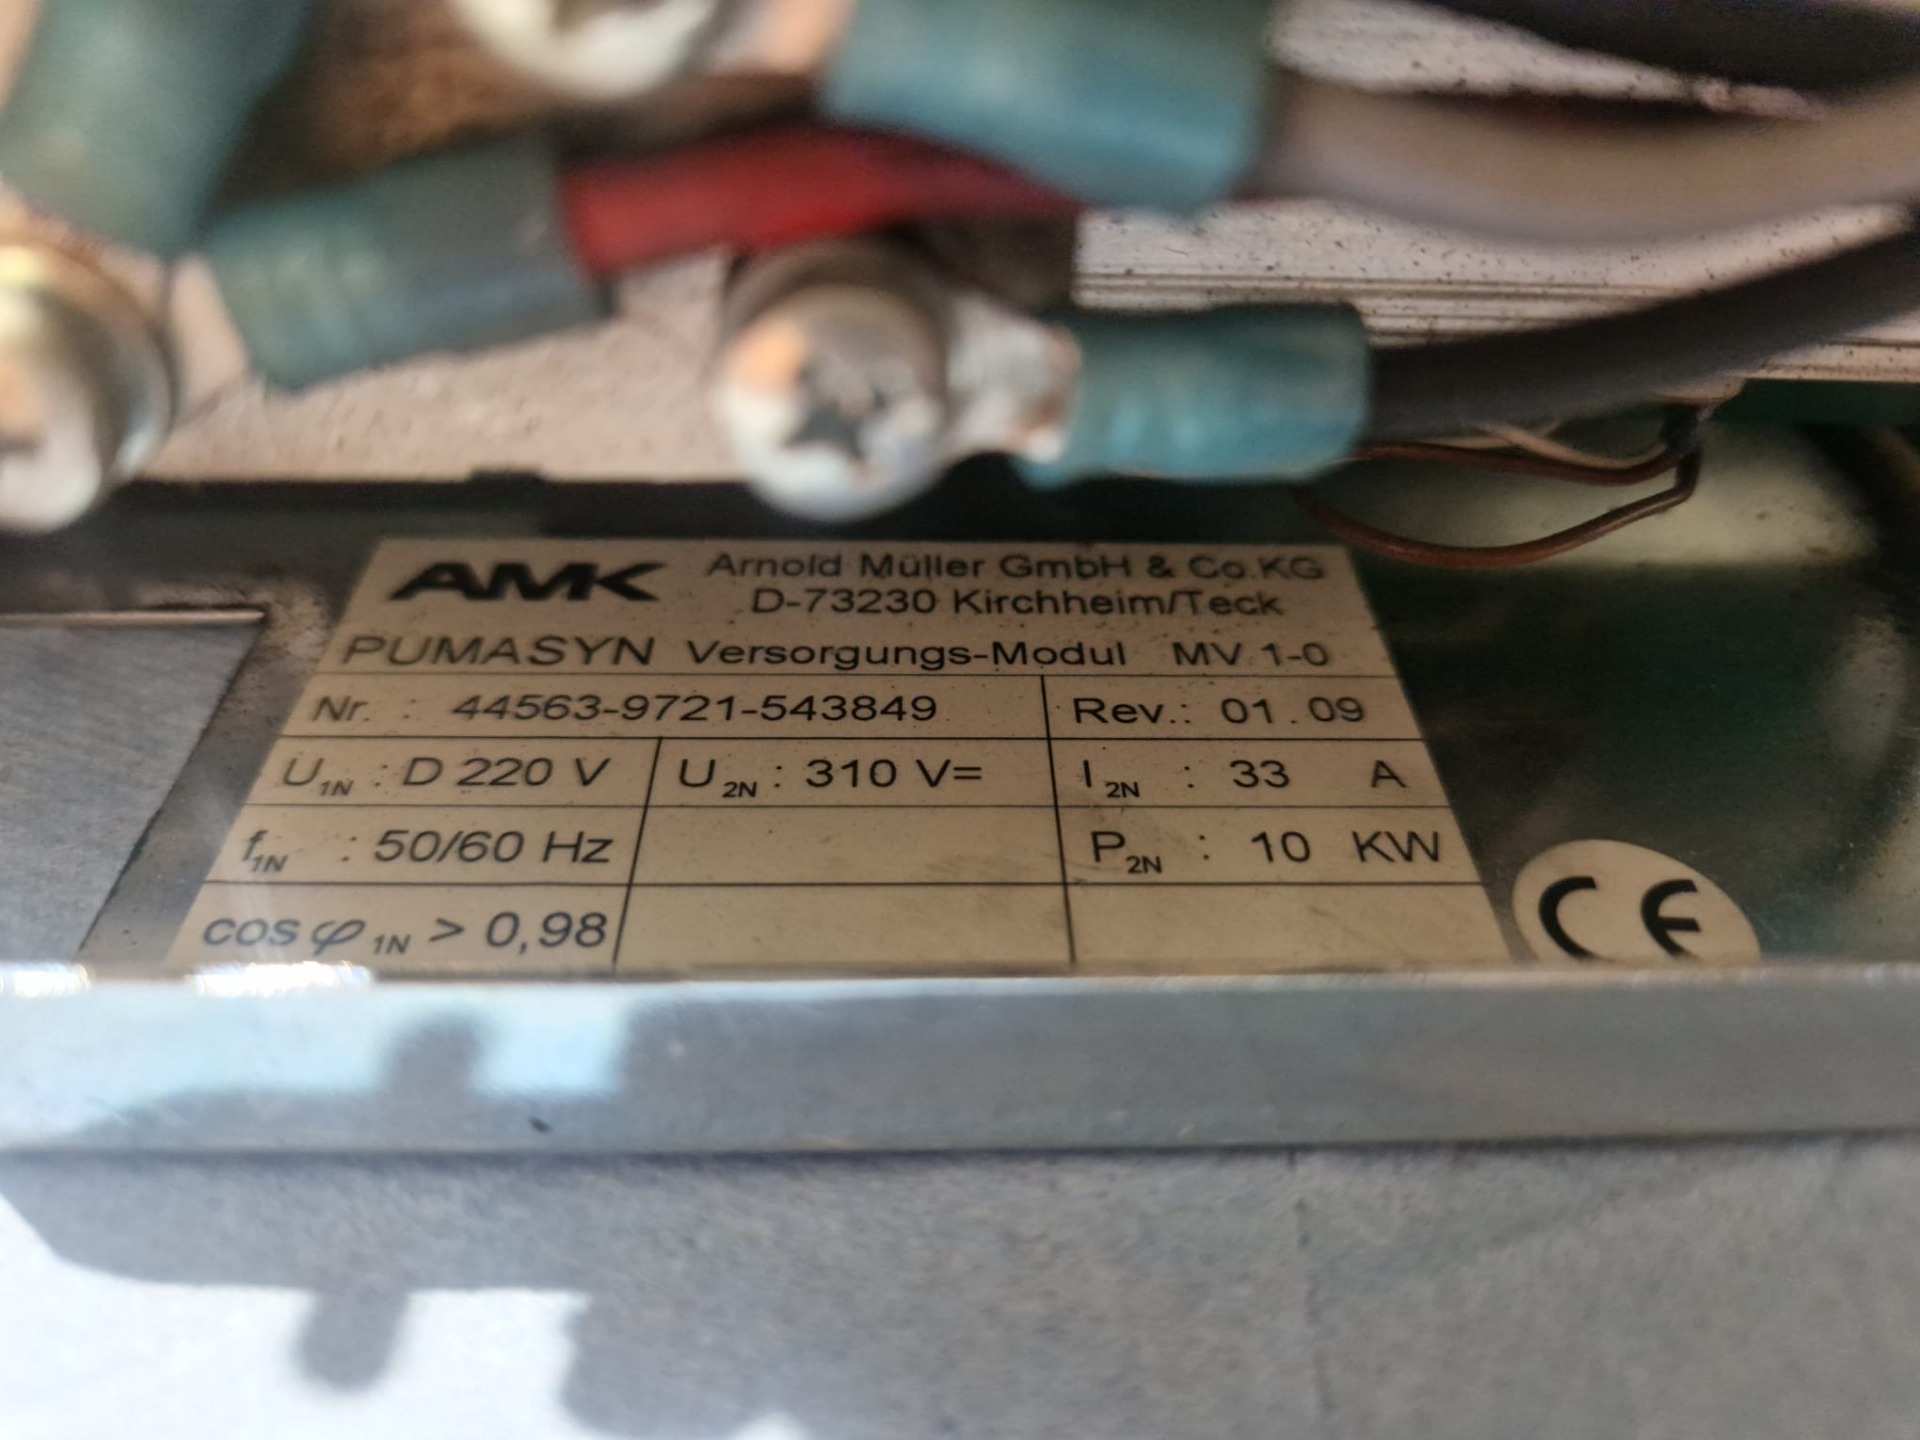 AMK Arnold Müller GmbH & Co.KG
D-73230 Kirchheim/Teck
PUMASYN Versorgungs-Modul MV 1-0
Nr. : 44563-9721-543849 Rev.: 01.09
U1N : D 220 V U2N : 310 V= I2N : 33 A
f1N : 50/60 Hz P2N : 10 KW
cos φ1N > 0,98
CE